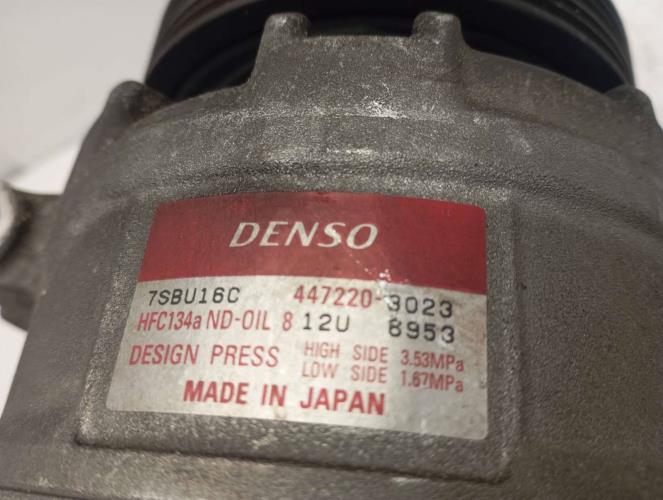 DENSO
7SBU16C 447220-3023
HFC134a ND-OIL 8 12U 8953
DESIGN PRESS HIGH SIDE 3.53MPa
LOW SIDE 1.67MPa
MADE IN JAPAN